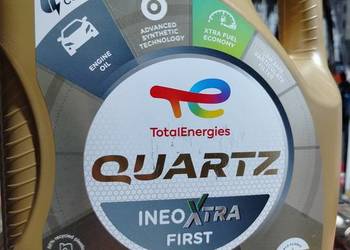 ENGINE
OIL
ADVANCED
SYNTHETIC
TECHNOLOGY
XTRA FUEL
ECONOMY
TotalEnergies
QUARTZ
INEO XTRA
FIRST